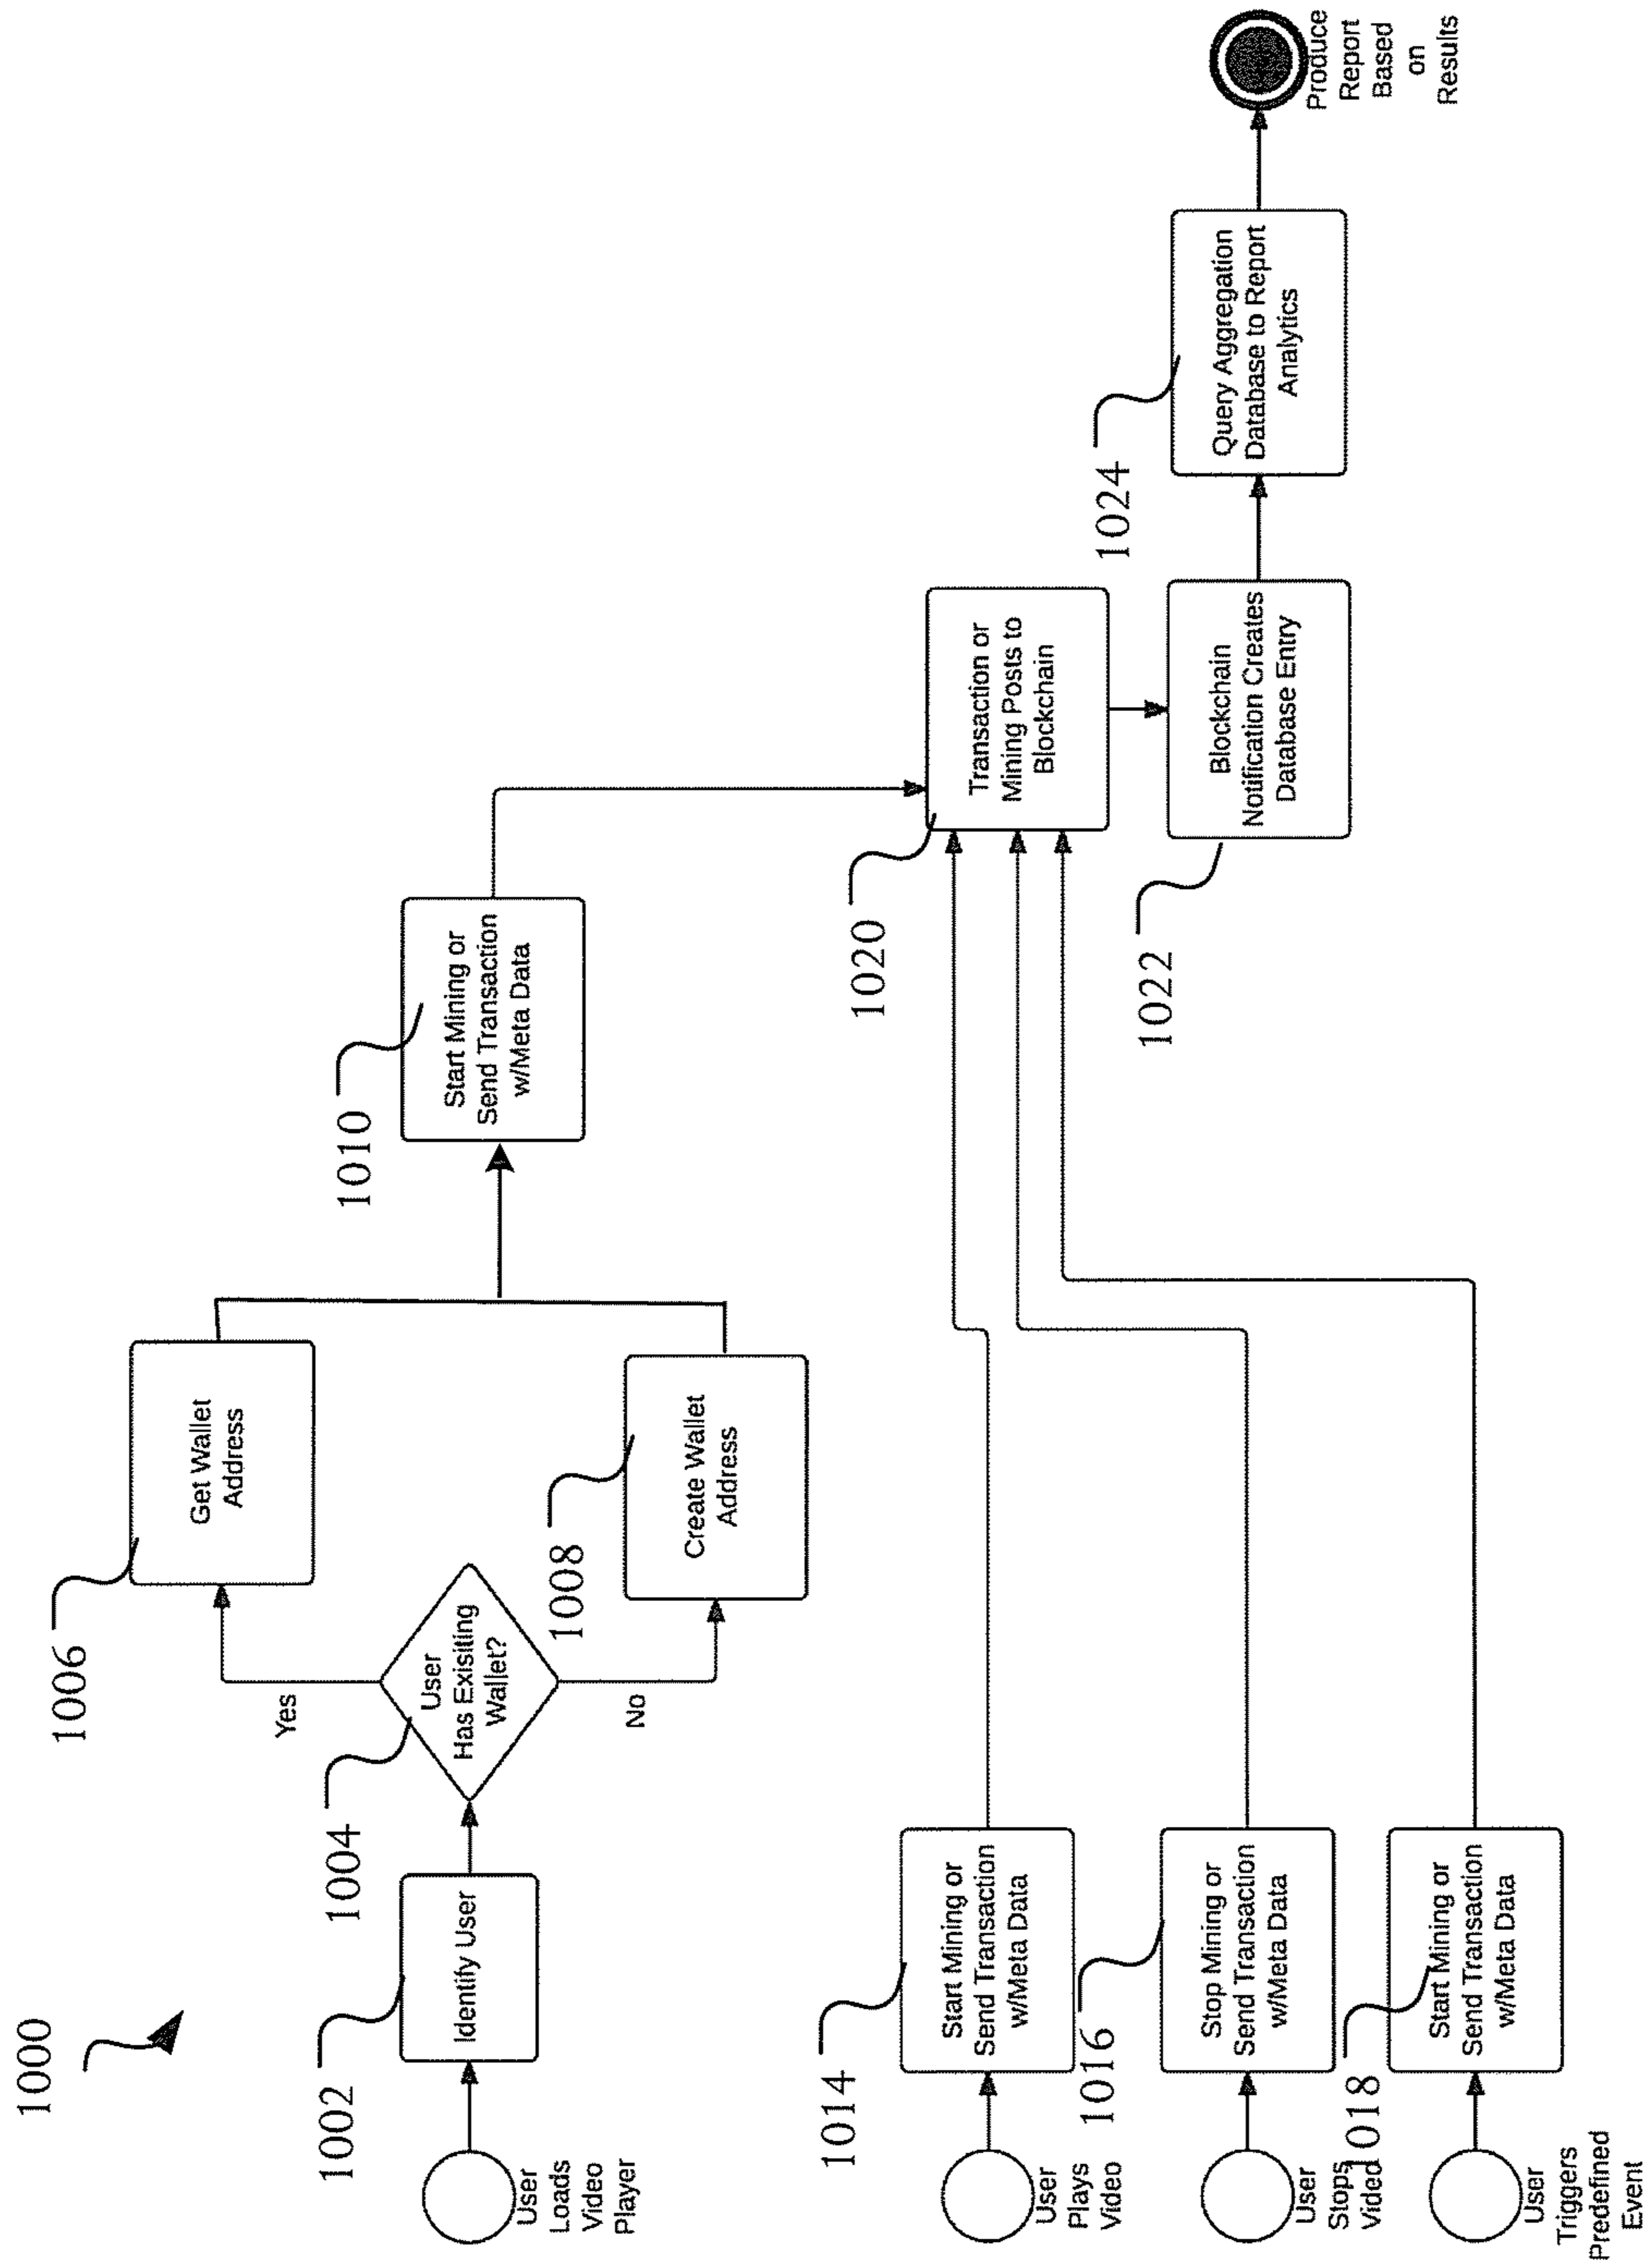 1000
User
Loads
Video
Player
1002
Identify User
1004
User
Has Exisiting
Wallet?
Yes
No
1006
Get Wallet
Address
1008
Create Wallet
Address
1010
Start Mining or
Send Transaction
w/Meta Data
User
Plays
Video
1014
Start Mining or
Send Transaction
w/Meta Data
User
Stops
Video
1016
Stop Mining or
Send Transaction
w/Meta Data
User
Triggers
Predefined
Event
1018
Start Mining or
Send Transaction
w/Meta Data
1020
Transaction or
Mining Posts to
Blockchain
1022
Blockchain
Notification Creates
Database Entry
1024
Query Aggregation
Database to Report
Analytics
Produce
Report
Based
on
Results